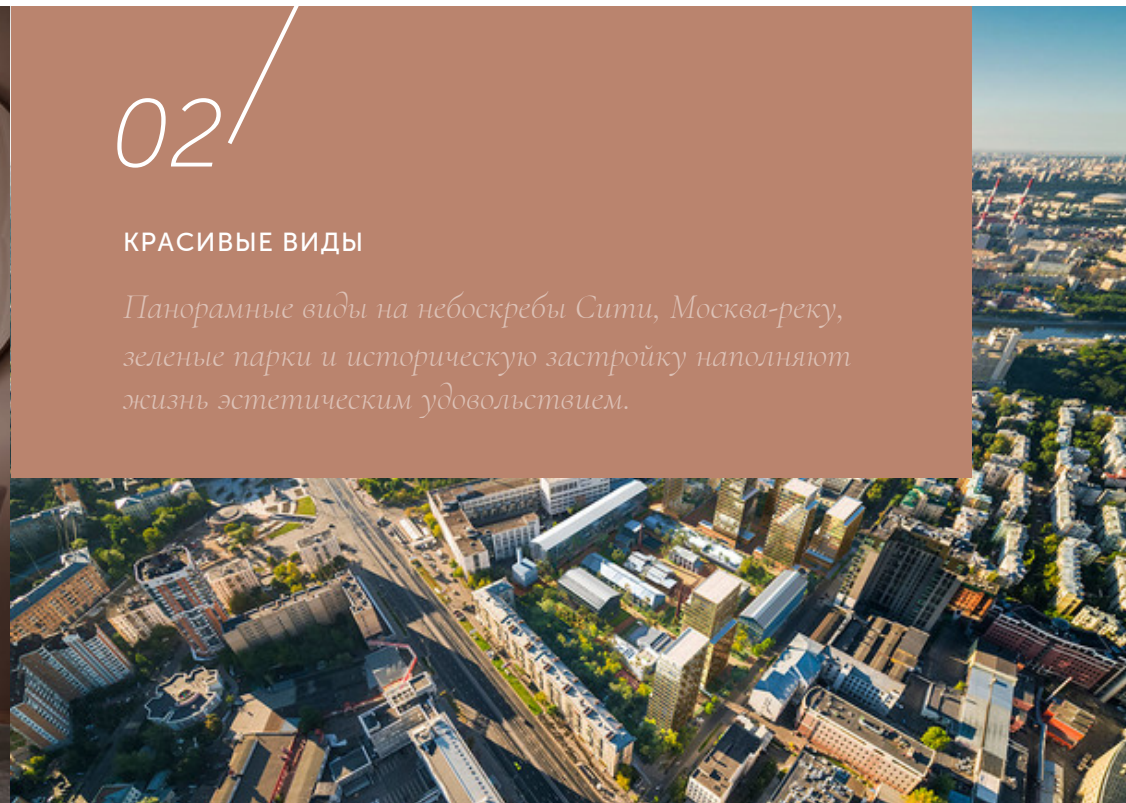 02
КРАСИВЫЕ ВИДЫ
Панорамные виды на небоскребы Сити, Москва-реку,
зеленые парки и историческую застройку наполняют
жизнь эстетическим удовольствием.